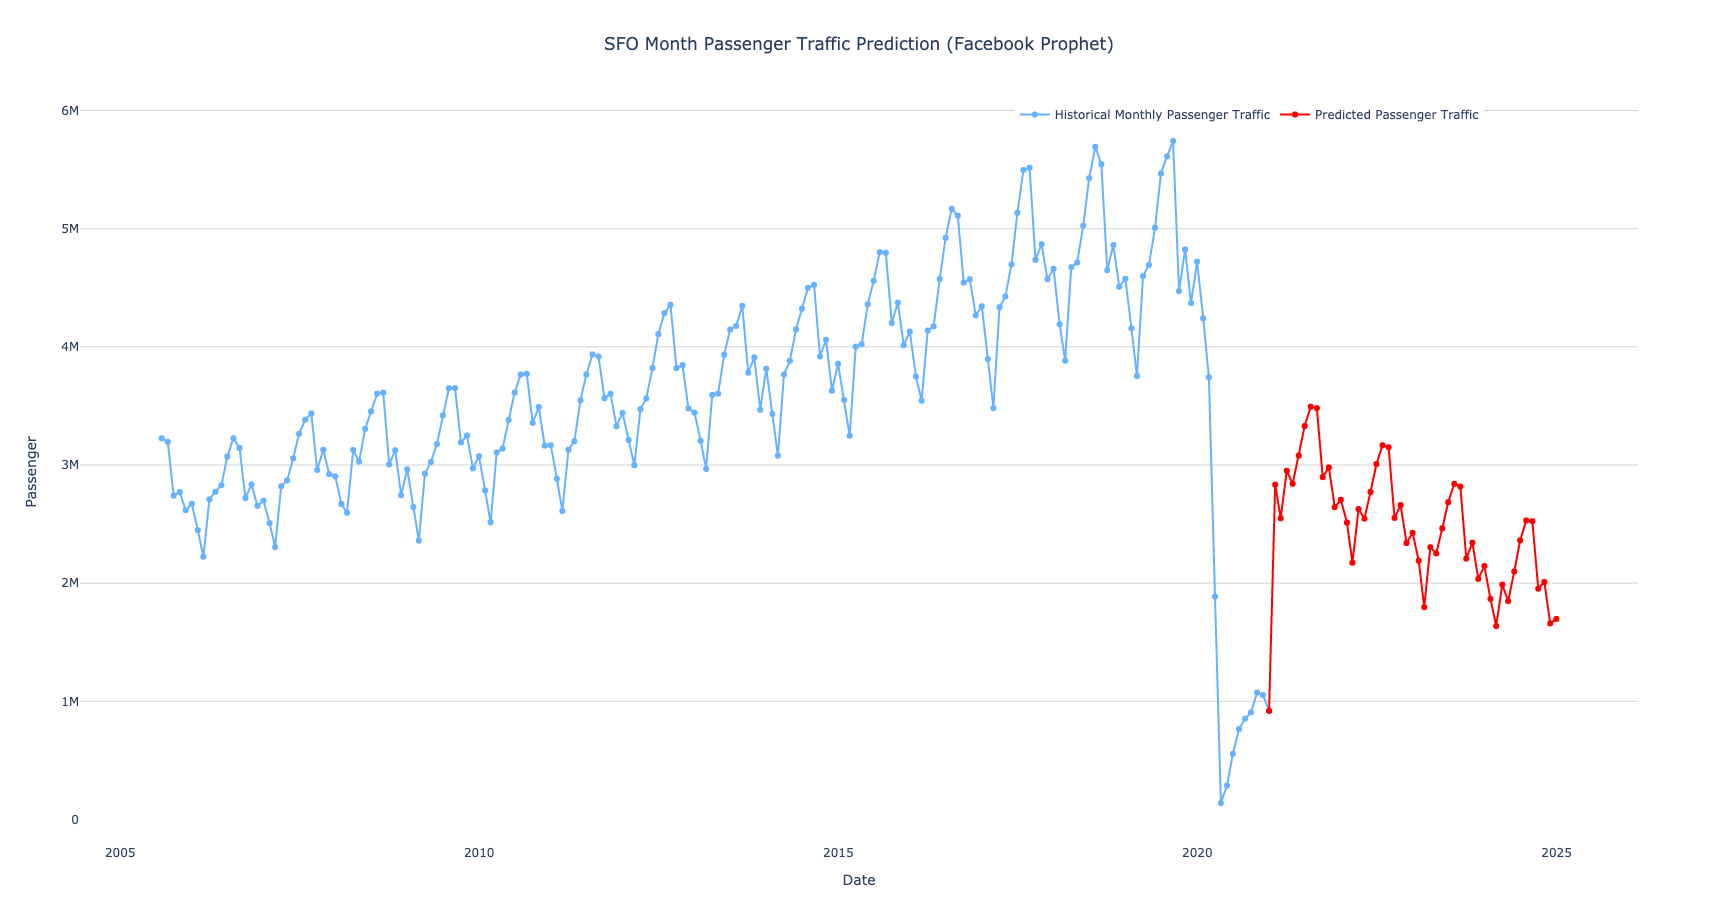 SFO Month Passenger Traffic Prediction (Facebook Prophet)
Historical Monthly Passenger Traffic
Predicted Passenger Traffic
6M
5M
4M
3M
2M
1M
0
Passenger
2005
2010
2015
2020
2025
Date